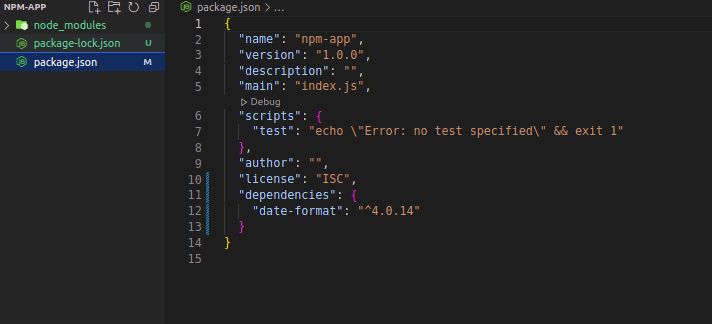 NPM-APP
node_modules
package-lock.json U
package.json M
package.json > ...
1 {
2 "name": "npm-app",
3 "version": "1.0.0",
4 "description": "",
5 "main": "index.js",
Debug
6 "scripts": {
7 "test": "echo \"Error: no test specified\" && exit 1"
8 },
9 "author": "",
10 "license": "ISC",
11 "dependencies": {
12 "date-format": "^4.0.14"
13 }
14 }
15